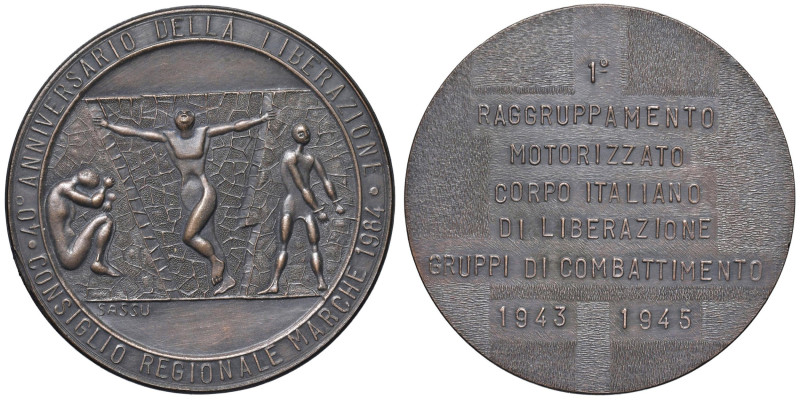 40° ANNIVERSARIO DELLA LIBERAZIONE •
CONSIGLIO REGIONALE MARCHE 1984 •
SASSU
1°
RAGGRUPPAMENTO
MOTORIZZATO
CORPO ITALIANO
DI LIBERAZIONE
GRUPPI DI COMBATTIMENTO
1943 1945